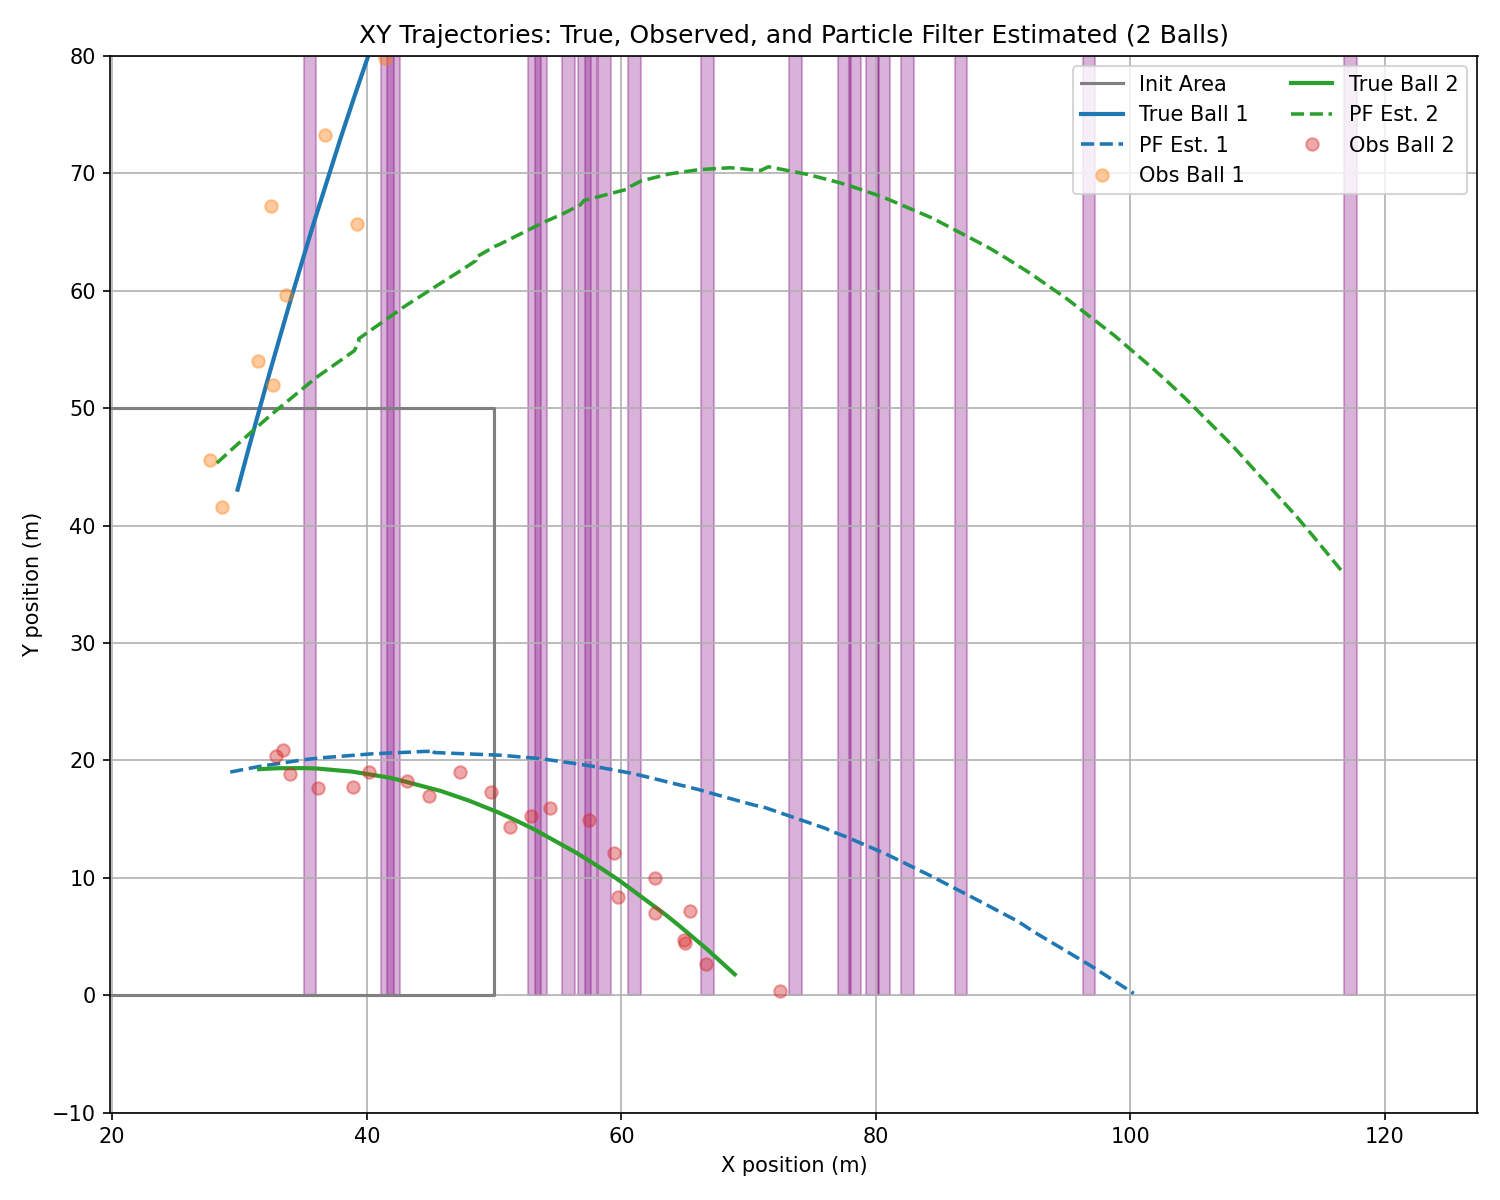 XY Trajectories: True, Observed, and Particle Filter Estimated (2 Balls)
Init Area
True Ball 1
PF Est. 1
Obs Ball 1
True Ball 2
PF Est. 2
Obs Ball 2
Y position (m)
80
70
60
50
40
30
20
10
0
−10
20
40
60
80
100
120
X position (m)